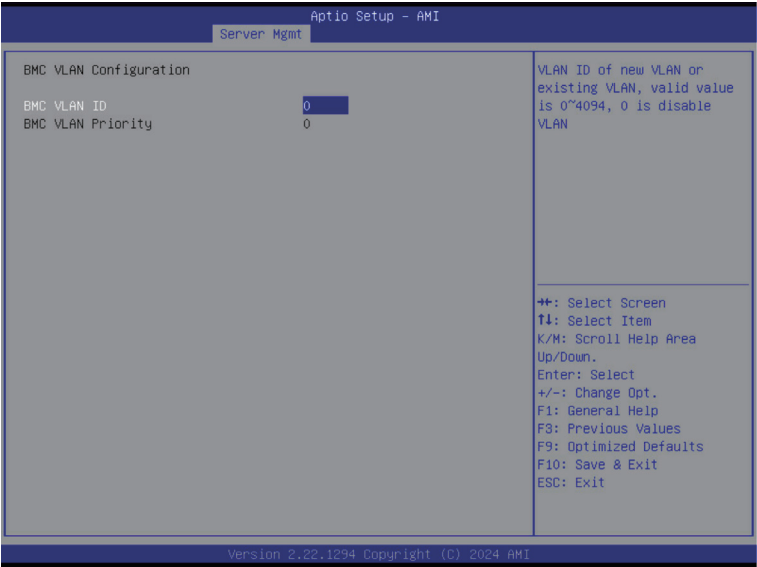 Aptio Setup – AMI
Server Mgmt
BMC VLAN Configuration
BMC VLAN ID 0
BMC VLAN Priority 0
VLAN ID of new VLAN or
existing VLAN, valid value
is 0~4094, 0 is disable
VLAN
→←: Select Screen
↑↓: Select Item
K/M: Scroll Help Area
Up/Down.
Enter: Select
+/-: Change Opt.
F1: General Help
F3: Previous Values
F9: Optimized Defaults
F10: Save & Exit
ESC: Exit
Version 2.22.1294 Copyright (C) 2024 AMI